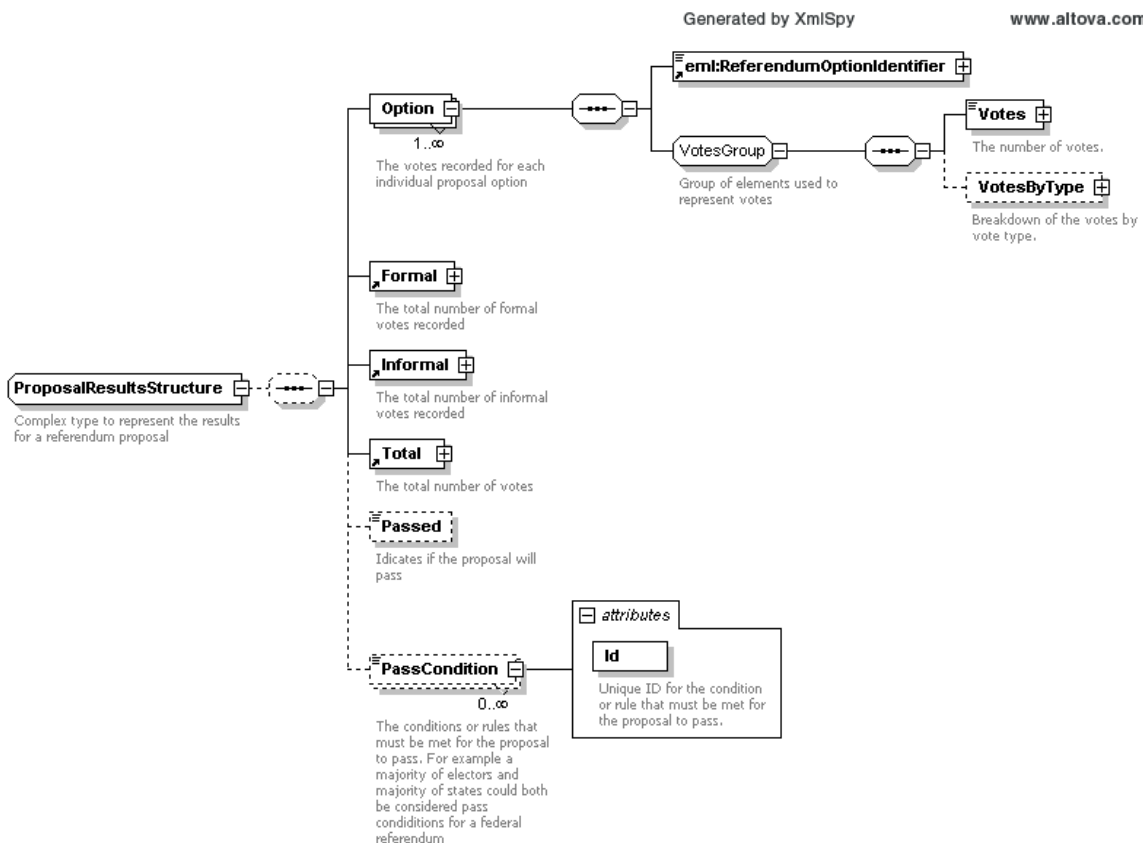 Generated by XmlSpy
www.altova.com
eml:ReferendumOptionIdentifier
Option
1..∞
The votes recorded for each
individual proposal option
VotesGroup
Group of elements used to
represent votes
Votes
The number of votes.
VotesByType
Breakdown of the votes by
vote type.
Formal
The total number of formal
votes recorded
Informal
The total number of informal
votes recorded
ProposalResultsStructure
Complex type to represent the results
for a referendum proposal
Total
The total number of votes
Passed
Idicates if the proposal will
pass
attributes
Id
Unique ID for the condition
or rule that must be met for
the proposal to pass.
PassCondition
0..∞
The conditions or rules that
must be met for the proposal
to pass. For example a
majority of electors and
majority of states could both
be considered pass
condiditions for a federal
referendum